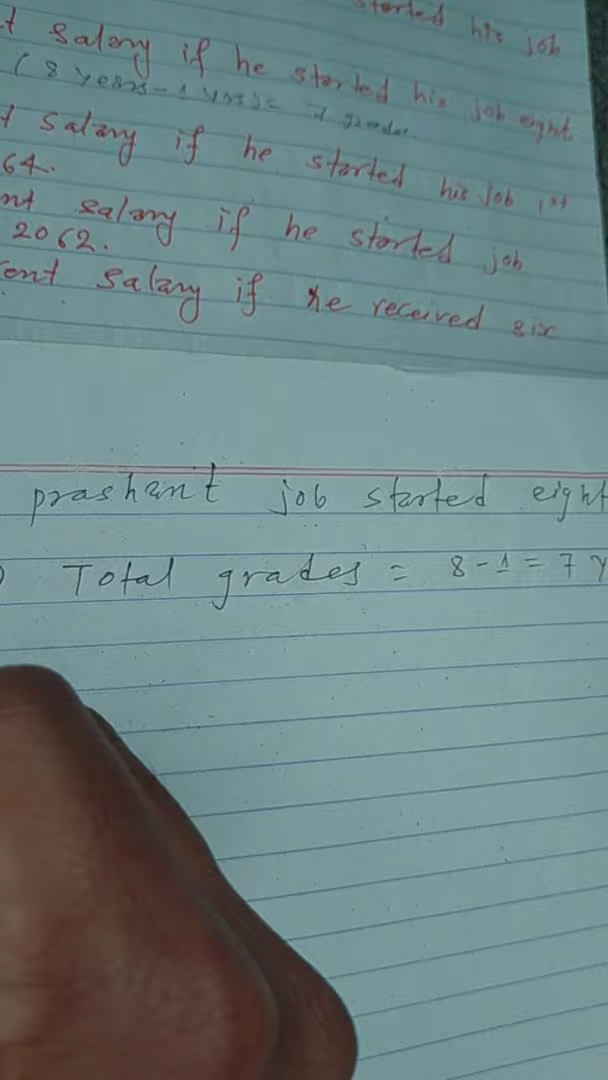 started his job
t salary if he started his job eight
(8 years - 1 yrs) = 7 grades.
t salary if he started his job 1st
64.
nt salary if he started job
2062.
ent salary if he received six
prashant job started eight
) Total grades = 8 - 1 = 7 y